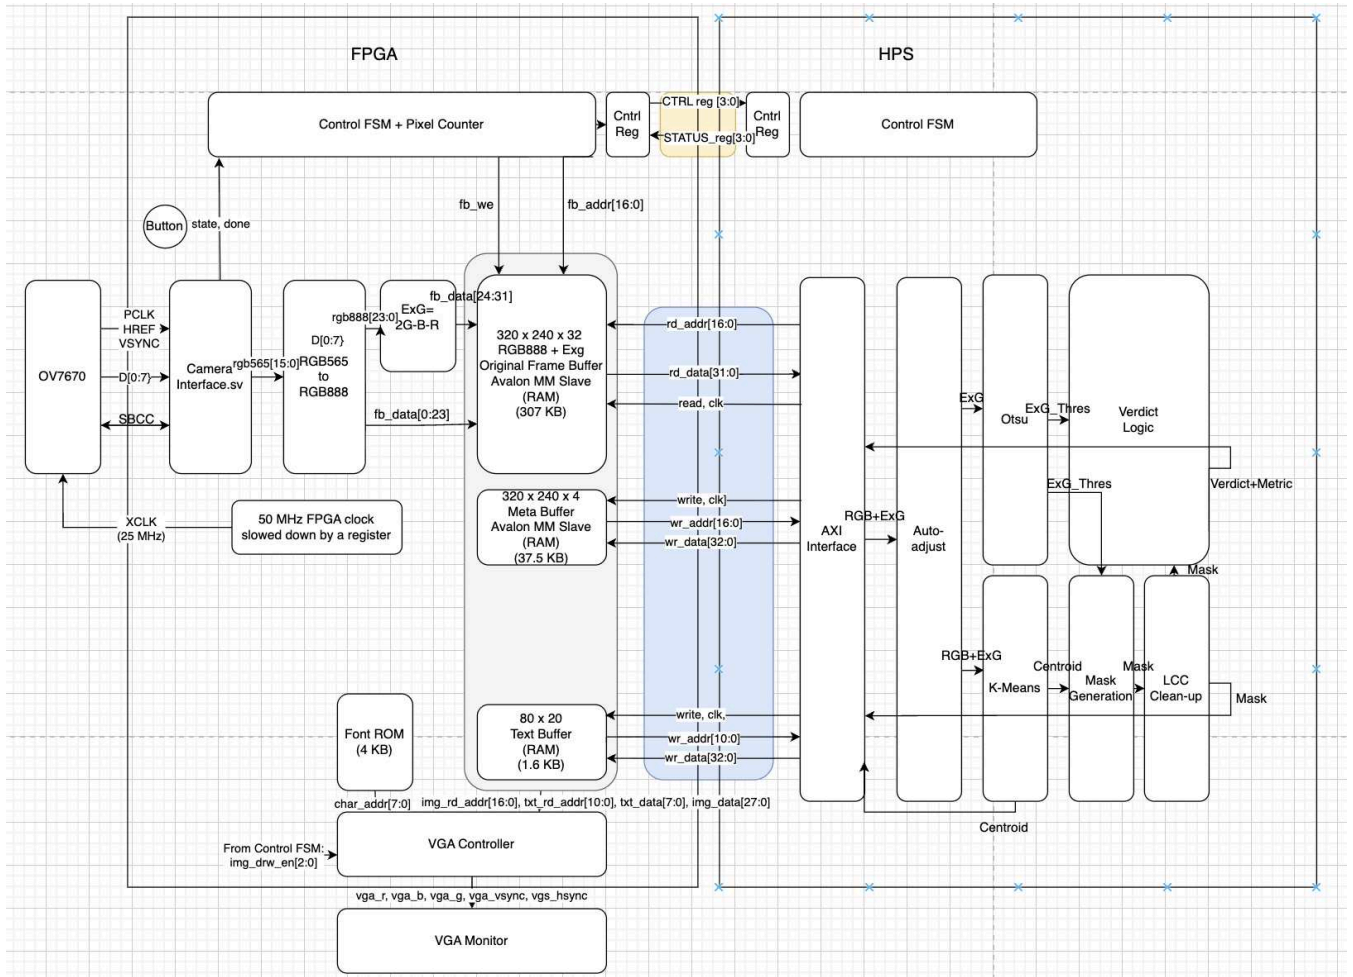 FPGA
HPS
Control FSM + Pixel Counter
Cntrl
Reg
CTRL reg [3:0]
STATUS_reg[3:0]
Cntrl
Reg
Control FSM
Button
state, done
fb_we
fb_addr[16:0]
OV7670
PCLK
HREF
VSYNC
D[0:7}
SBCC
Camera
Interface.sv
rgb565[15:0]
D[0:7}
RGB565
to
RGB888
rgb888[23:0]
ExG=
2G-B-R
fb_data[24:31]
fb_data[0:23]
320 x 240 x 32
RGB888 + Exg
Original Frame Buffer
Avalon MM Slave
(RAM)
(307 KB)
rd_addr[16:0]
rd_data[31:0]
read, clk
XCLK
(25 MHz)
50 MHz FPGA clock
slowed down by a register
320 x 240 x 4
Meta Buffer
Avalon MM Slave
(RAM)
(37.5 KB)
write, clk]
wr_addr[16:0]
wr_data[32:0]
AXI
Interface
RGB+ExG
Auto-
adjust
ExG
Otsu
ExG_Thres
Verdict
Logic
ExG_Thres
Verdict+Metric
Mask
RGB+ExG
K-Means
Centroid
Mask
Generation
Mask
LCC
Clean-up
Mask
Centroid
Font ROM
(4 KB)
80 x 20
Text Buffer
(RAM)
(1.6 KB)
write, clk,
wr_addr[10:0]
wr_data[32:0]
char_addr[7:0]
img_rd_addr[16:0], txt_rd_addr[10:0], txt_data[7:0], img_data[27:0]
From Control FSM:
img_drw_en[2:0]
VGA Controller
vga_r, vga_b, vga_g, vga_vsync, vgs_hsync
VGA Monitor